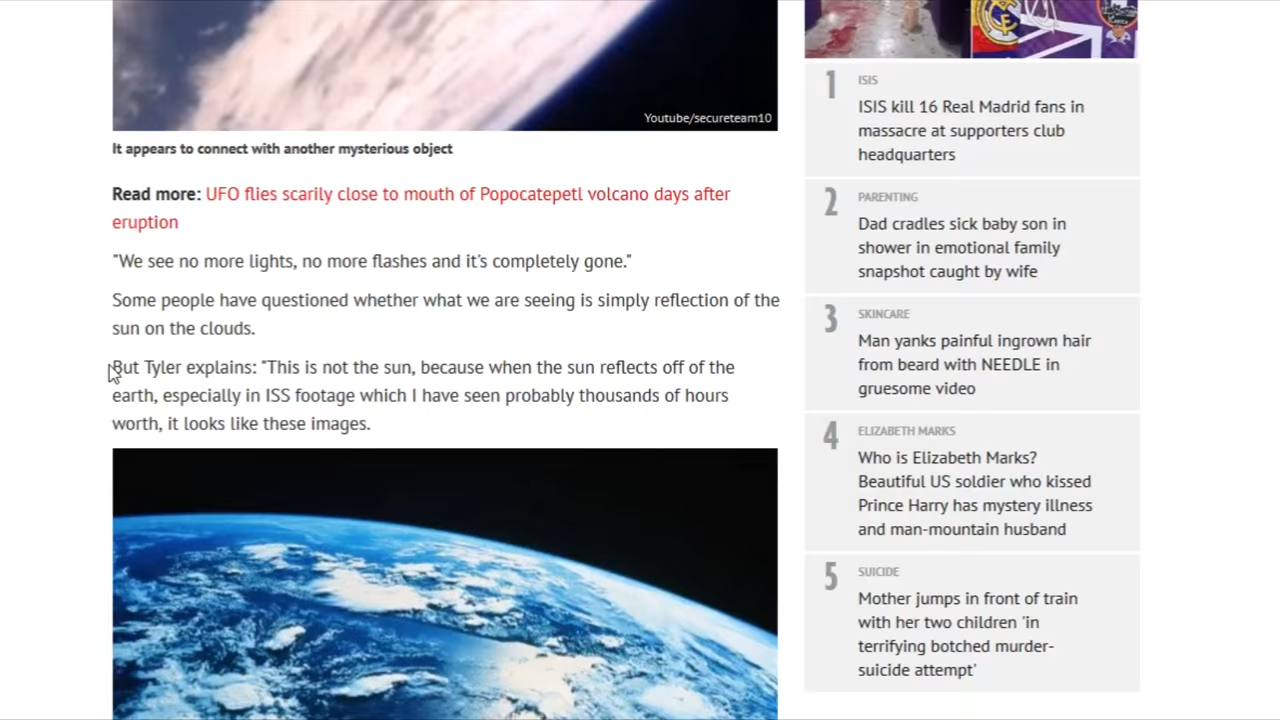 Youtube/secureteam10
It appears to connect with another mysterious object
Read more: UFO flies scarily close to mouth of Popocatepetl volcano days after
eruption
"We see no more lights, no more flashes and it's completely gone."
Some people have questioned whether what we are seeing is simply reflection of the
sun on the clouds.
But Tyler explains: "This is not the sun, because when the sun reflects off of the
earth, especially in ISS footage which I have seen probably thousands of hours
worth, it looks like these images.
1
ISIS
ISIS kill 16 Real Madrid fans in
massacre at supporters club
headquarters
2
PARENTING
Dad cradles sick baby son in
shower in emotional family
snapshot caught by wife
3
SKINCARE
Man yanks painful ingrown hair
from beard with NEEDLE in
gruesome video
4
ELIZABETH MARKS
Who is Elizabeth Marks?
Beautiful US soldier who kissed
Prince Harry has mystery illness
and man-mountain husband
5
SUICIDE
Mother jumps in front of train
with her two children 'in
terrifying botched murder-
suicide attempt'